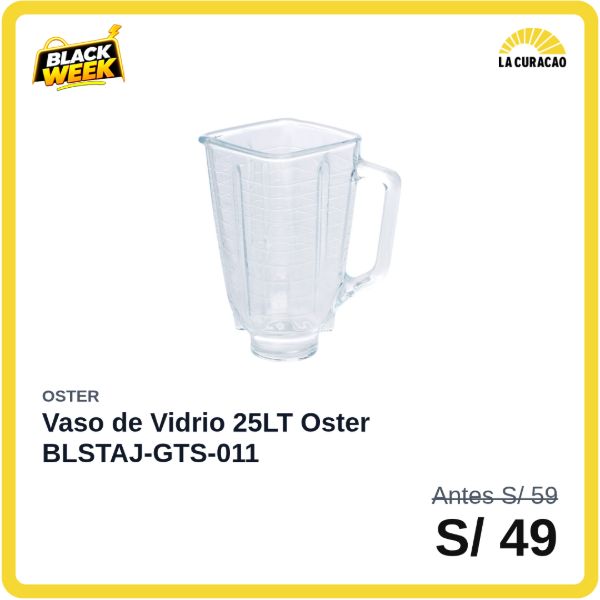 BLACK
WEEK
LA CURACAO
OSTER
Vaso de Vidrio 25LT Oster
BLSTAJ-GTS-011
Antes S/ 59
S/ 49